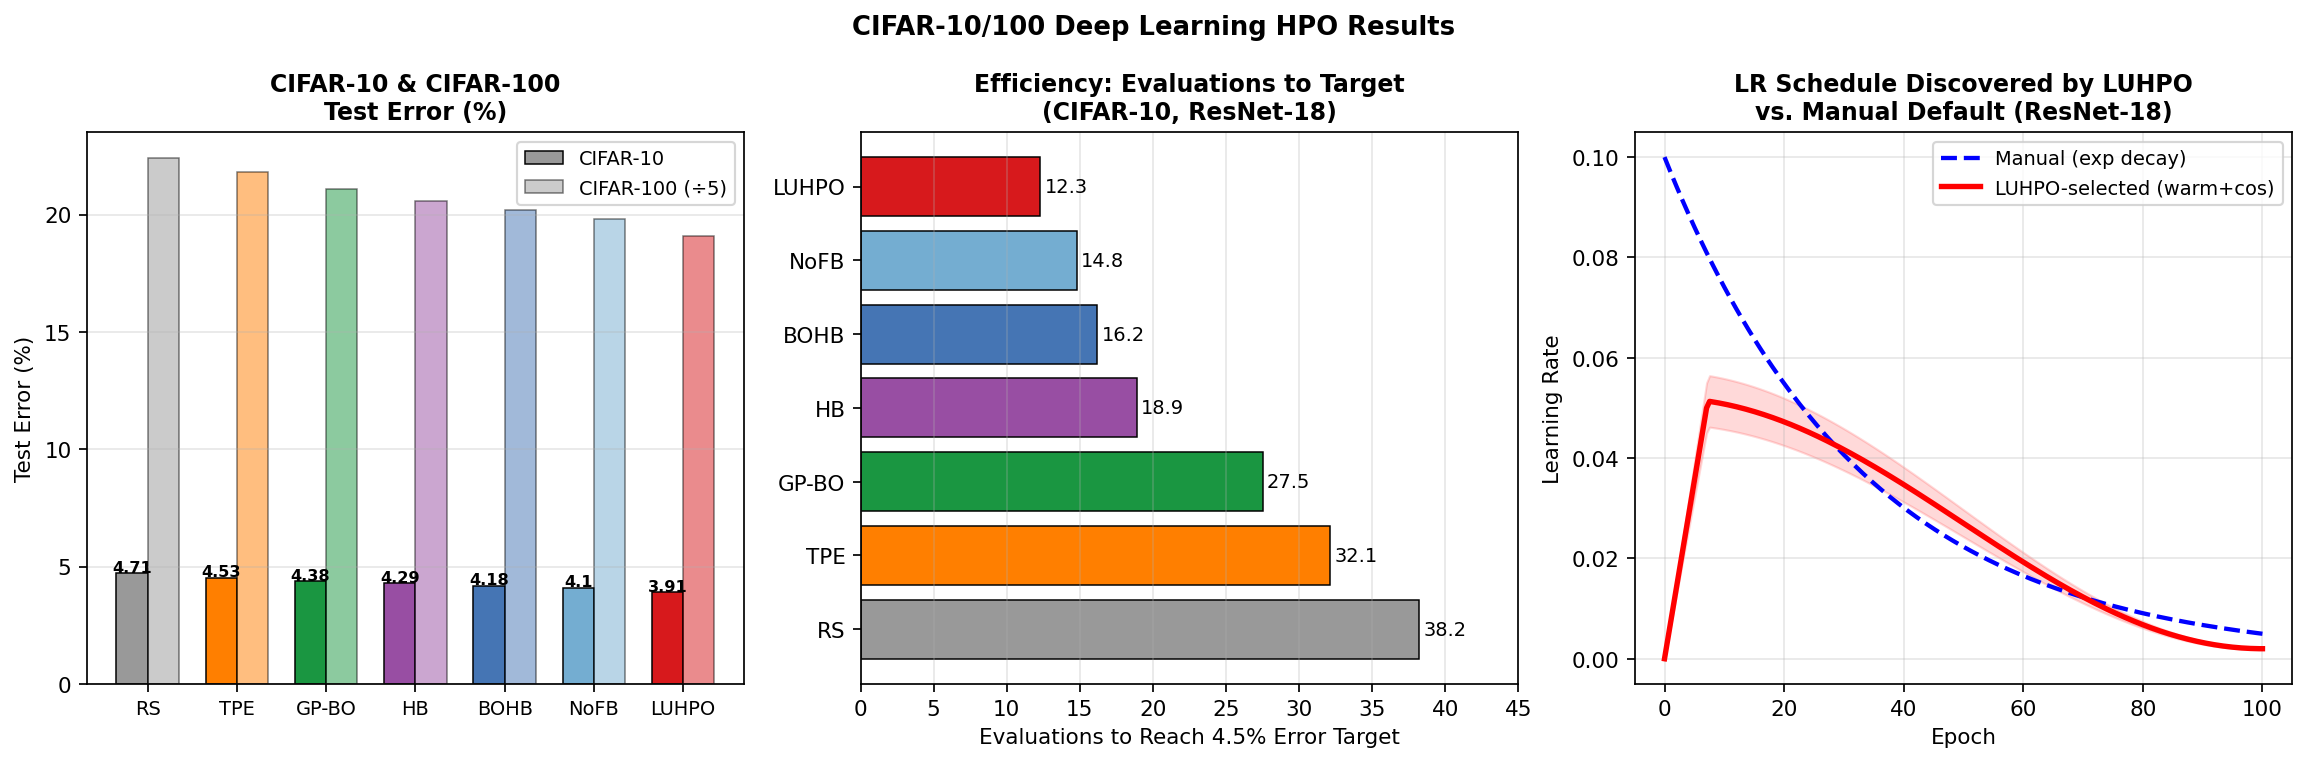 CIFAR-10/100 Deep Learning HPO Results
CIFAR-10 & CIFAR-100
Test Error (%)
CIFAR-10
CIFAR-100 (÷5)
Test Error (%)
20
15
10
5
0
4.71
4.53
4.38
4.29
4.18
4.1
3.91
RS
TPE
GP-BO
HB
BOHB
NoFB
LUHPO
Efficiency: Evaluations to Target
(CIFAR-10, ResNet-18)
LUHPO
12.3
NoFB
14.8
BOHB
16.2
HB
18.9
GP-BO
27.5
TPE
32.1
RS
38.2
0
5
10
15
20
25
30
35
40
45
Evaluations to Reach 4.5% Error Target
LR Schedule Discovered by LUHPO
vs. Manual Default (ResNet-18)
Manual (exp decay)
LUHPO-selected (warm+cos)
Learning Rate
0.10
0.08
0.06
0.04
0.02
0.00
0
20
40
60
80
100
Epoch